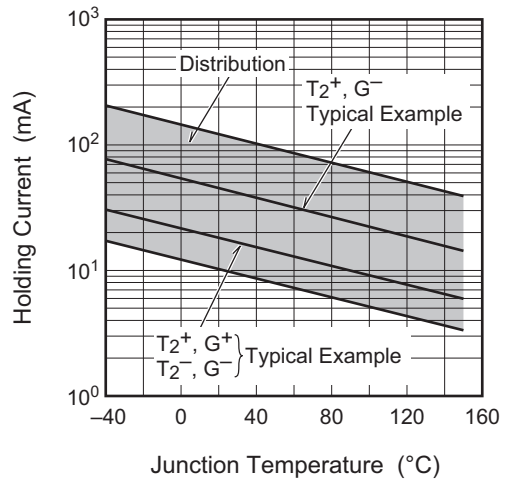 10³
Distribution
T₂⁺, G⁻
Typical Example
10²
Holding Current (mA)
10¹
T₂⁺, G⁺
T₂⁻, G⁻
Typical Example
10⁰
–40 0 40 80 120 160
Junction Temperature (°C)